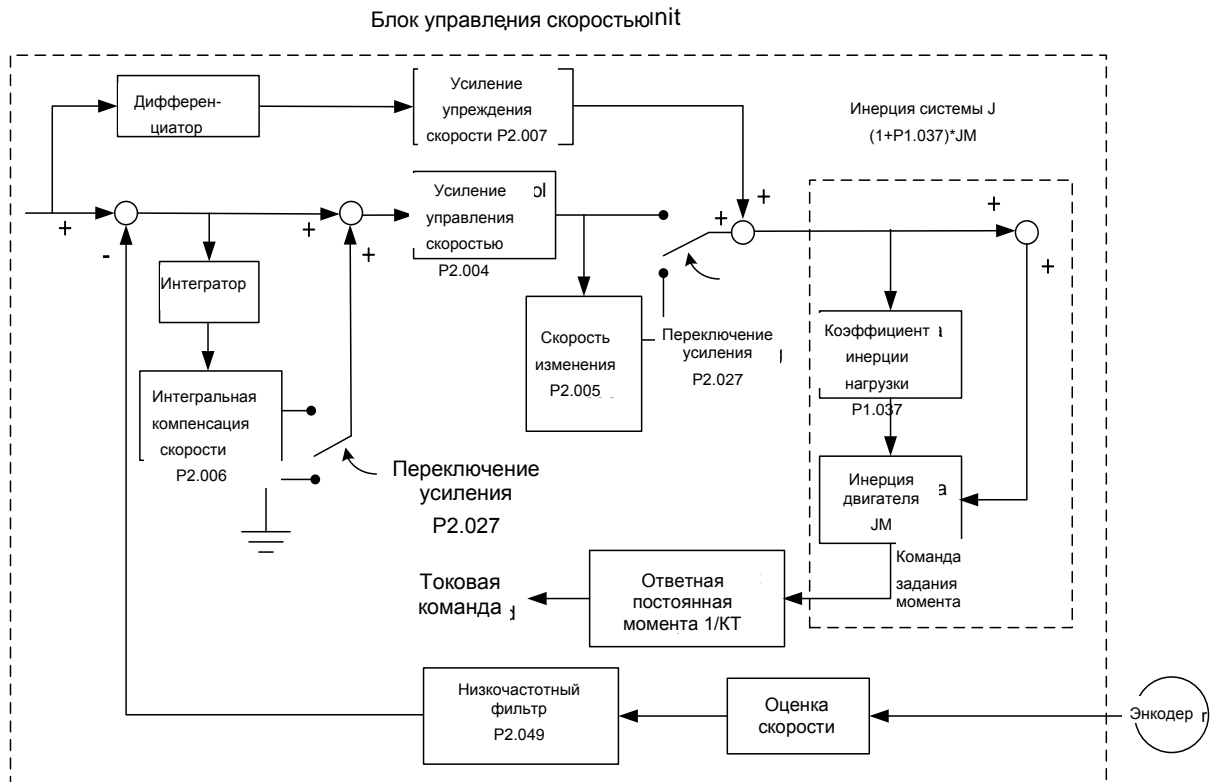 Блок управления скоростьюnit
Дифферен-
циатор
Усиление
упреждения
скорости P2.007
Инерция системы J
(1+P1.037)*JM
Усиление ol
управления
скоростью
P2.004
+
+
+
+
+
+
+
-
Интегратор
Скорость
изменения
P2.005
Переключение
усиления
P2.027
Коэффициент a
инерции
нагрузки
P1.037
Интегральная
компенсация
скорости
P2.006
Переключение
усиления
P2.027
Инерция
двигателя a
JM
Команда
задания
момента
Токовая
команда d
Ответная
постоянная
момента 1/КТ
Низкочастотный
фильтр
P2.049
Оценка
скорости
Энкодер r